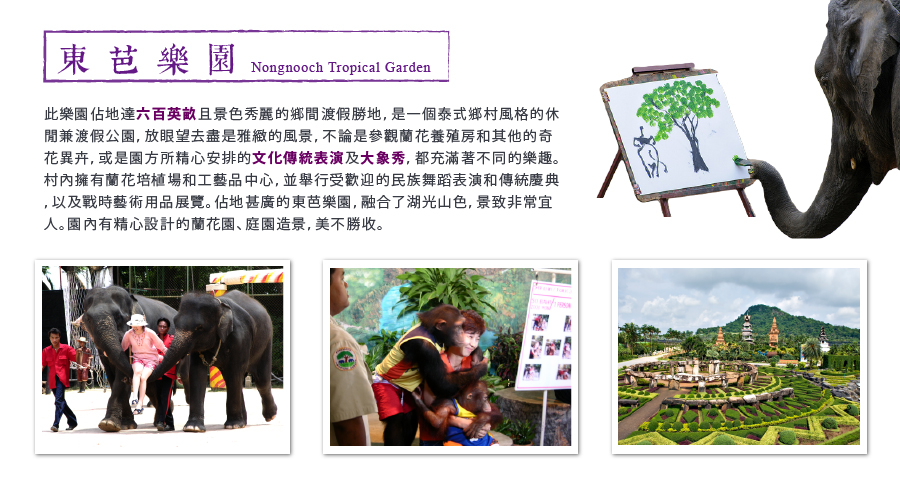 東芭樂園 Nongnooch Tropical Garden
此樂園佔地達六百英畝且景色秀麗的鄉間渡假勝地，是一個泰式鄉村風格的休
閒兼渡假公園，放眼望去盡是雅緻的風景，不論是參觀蘭花養殖房和其他的奇
花異卉，或是園方所精心安排的文化傳統表演及大象秀，都充滿著不同的樂趣。
村內擁有蘭花培植場和工藝品中心，並舉行受歡迎的民族舞蹈表演和傳統慶典
，以及戰時藝術用品展覽。佔地甚廣的東芭樂園，融合了湖光山色，景致非常宜
人。園內有精心設計的蘭花園、庭園造景，美不勝收。